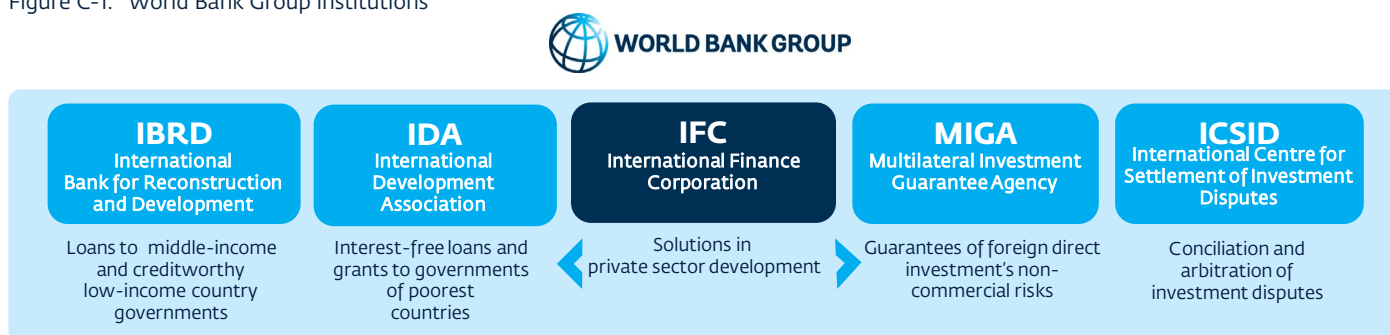 Figure C-1. World Bank Group Institutions
WORLD BANK GROUP
IBRD
International
Bank for Reconstruction
and Development
Loans to middle-income
and creditworthy
low-income country
governments
IDA
International
Development
Association
Interest-free loans and
grants to governments
of poorest
countries
IFC
International Finance
Corporation
Solutions in
private sector development
MIGA
Multilateral Investment
Guarantee Agency
Guarantees of foreign direct
investment's non-
commercial risks
ICSID
International Centre for
Settlement of Investment
Disputes
Conciliation and
arbitration of
investment disputes